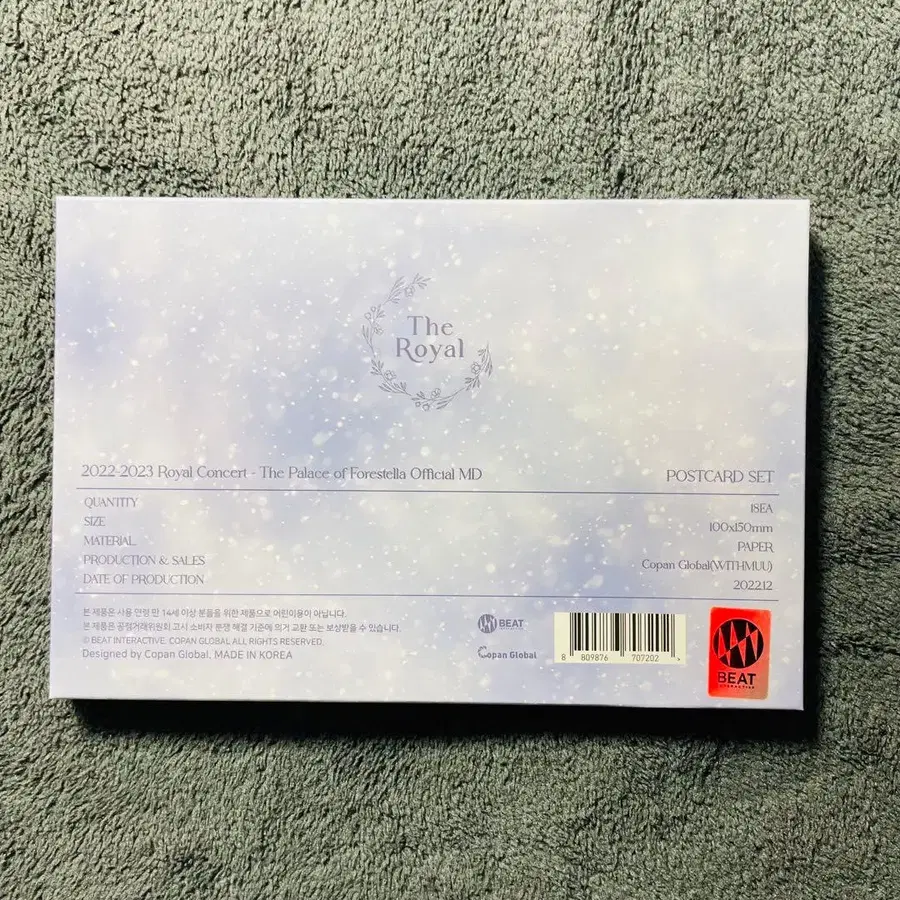 The
Royal
2022-2023 Royal Concert - The Palace of Forestella Official MD POSTCARD SET
QUANTITY 18EA
SIZE 100x150mm
MATERIAL PAPER
PRODUCTION & SALES Copan Global(WITHMUU)
DATE OF PRODUCTION 2022.12
본 제품은 사용 연령 만 14세 이상 분들을 위한 제품으로 어린이용이 아닙니다.
본 제품은 공정거래위원회 고시 소비자 분쟁 해결 기준에 의거 교환 또는 보상받을 수 있습니다.
© BEAT INTERACTIVE. COPAN GLOBAL ALL RIGHTS RESERVED.
Designed by Copan Global. MADE IN KOREA
BEAT
Copan Global
8 809876 707202 >
BEAT
INTERACTIVE